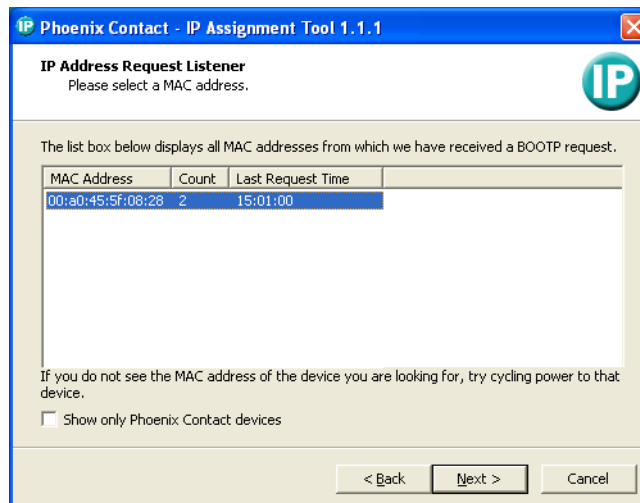 IP Phoenix Contact - IP Assignment Tool 1.1.1
IP Address Request Listener
Please select a MAC address.
IP
The list box below displays all MAC addresses from which we have received a BOOTP request.
MAC Address Count Last Request Time
00:a0:45:5f:08:28 2 15:01:00
If you do not see the MAC address of the device you are looking for, try cycling power to that
device.
Show only Phoenix Contact devices
< Back Next > Cancel